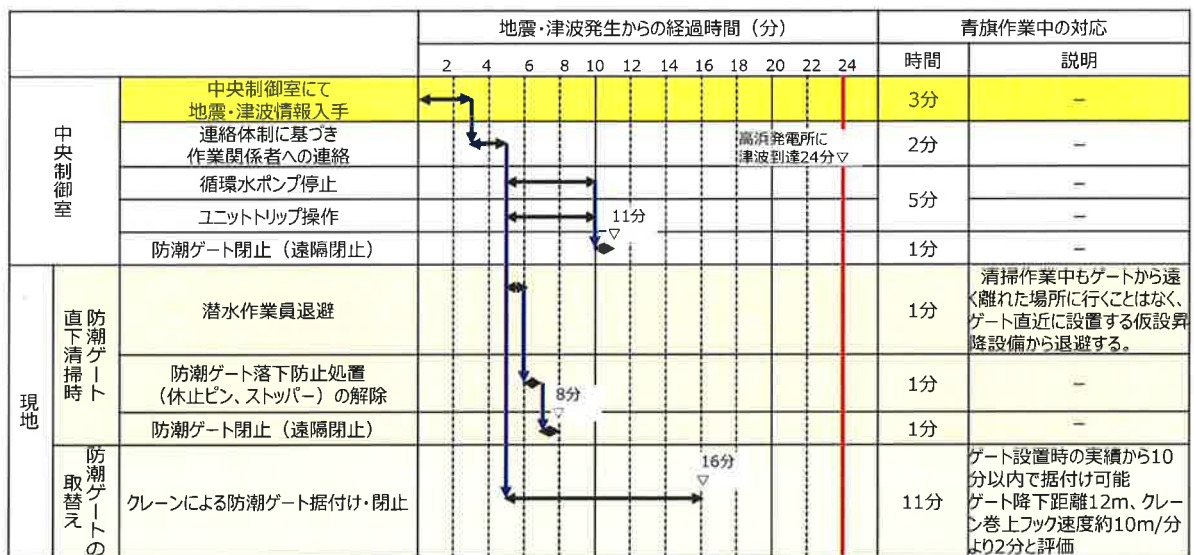 地震・津波発生からの経過時間（分）
青旗作業中の対応
2 4 6 8 10 12 14 16 18 20 22 24
時間
説明
中央制御室
中央制御室にて
地震・津波情報入手
3分
－
連絡体制に基づき
作業関係者への連絡
高浜発電所に
津波到達24分▽
2分
－
循環水ポンプ停止
5分
－
ユニットトリップ操作
11分
▽
－
防潮ゲート閉止（遠隔閉止）
1分
－
現地
防潮ゲート
直下清掃時
潜水作業員退避
1分
清掃作業中もゲートから遠
く離れた場所に行くことはなく、
ゲート直近に設置する仮設昇
降設備から退避する。
防潮ゲート落下防止処置
（休止ピン、ストッパー）の解除
8分
▽
1分
－
防潮ゲート閉止（遠隔閉止）
1分
－
防潮ゲートの
取替え
クレーンによる防潮ゲート据付け・閉止
16分
▽
11分
ゲート設置時の実績から10
分以内で据付け可能
ゲート降下距離12m、クレー
ン巻上フック速度約10m/分
より2分と評価